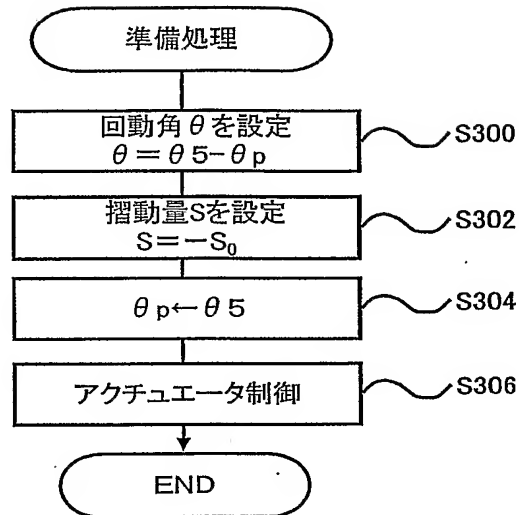 準備処理
回動角θを設定
θ=θ5-θp
S300
摺動量Sを設定
S=-S₀
S302
θp←θ5
S304
アクチュエータ制御
S306
END